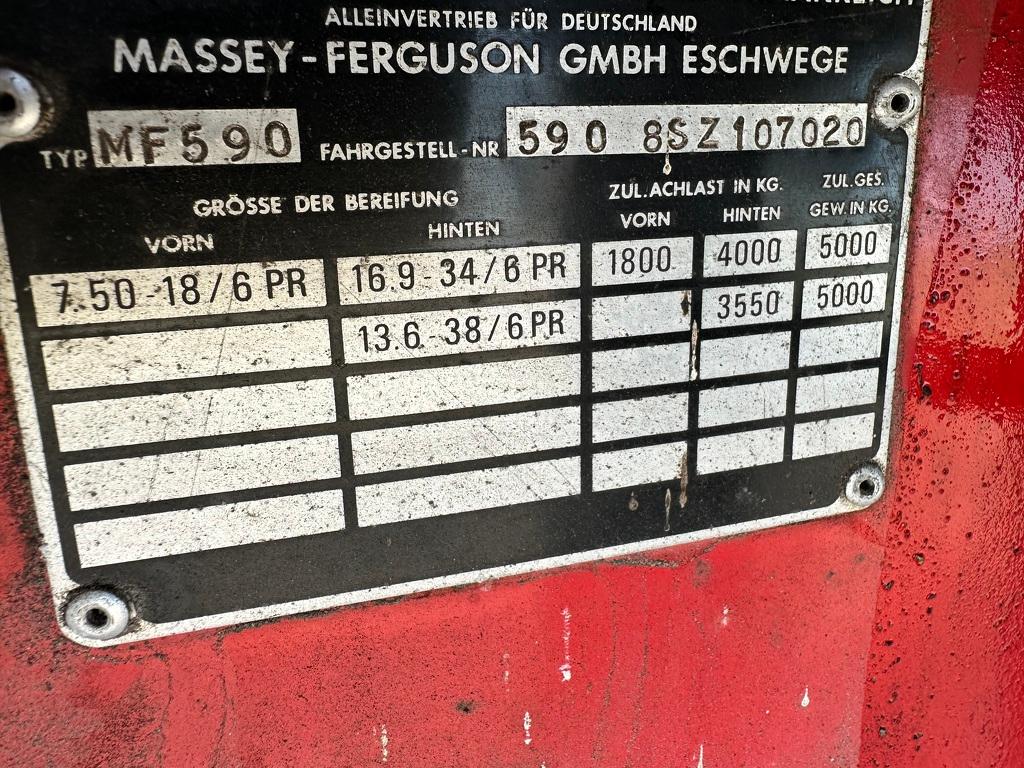 ALLEINVERTRIEB FÜR DEUTSCHLAND
MASSEY-FERGUSON GMBH ESCHWEGE
TYP MF590 FAHRGESTELL-NR 590 8SZ107020
GRÖSSE DER BEREIFUNG ZUL.ACHLAST IN KG. ZUL.GES.
VORN HINTEN VORN HINTEN GEW.IN KG.
7.50-18/6 PR 16.9-34/6 PR 1800 4000 5000
13.6-38/6 PR 3550 5000